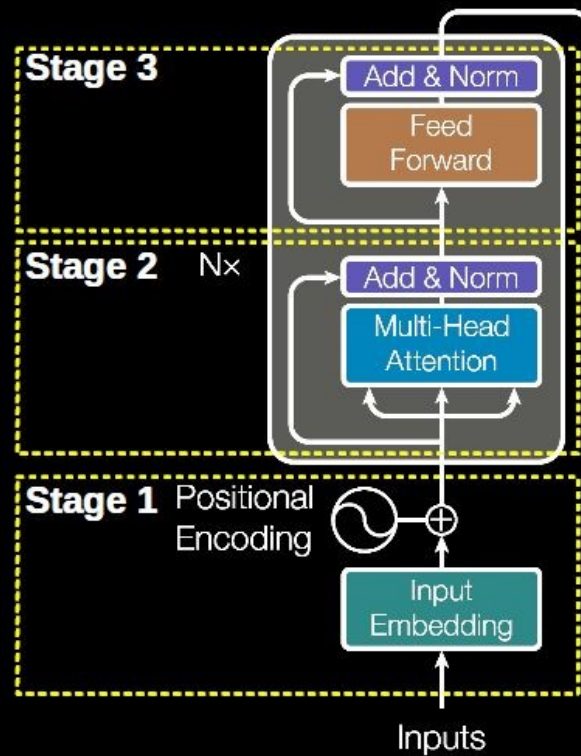 Stage 3
Add & Norm
Feed
Forward
Stage 2
N×
Add & Norm
Multi-Head
Attention
Stage 1
Positional
Encoding
Input
Embedding
Inputs